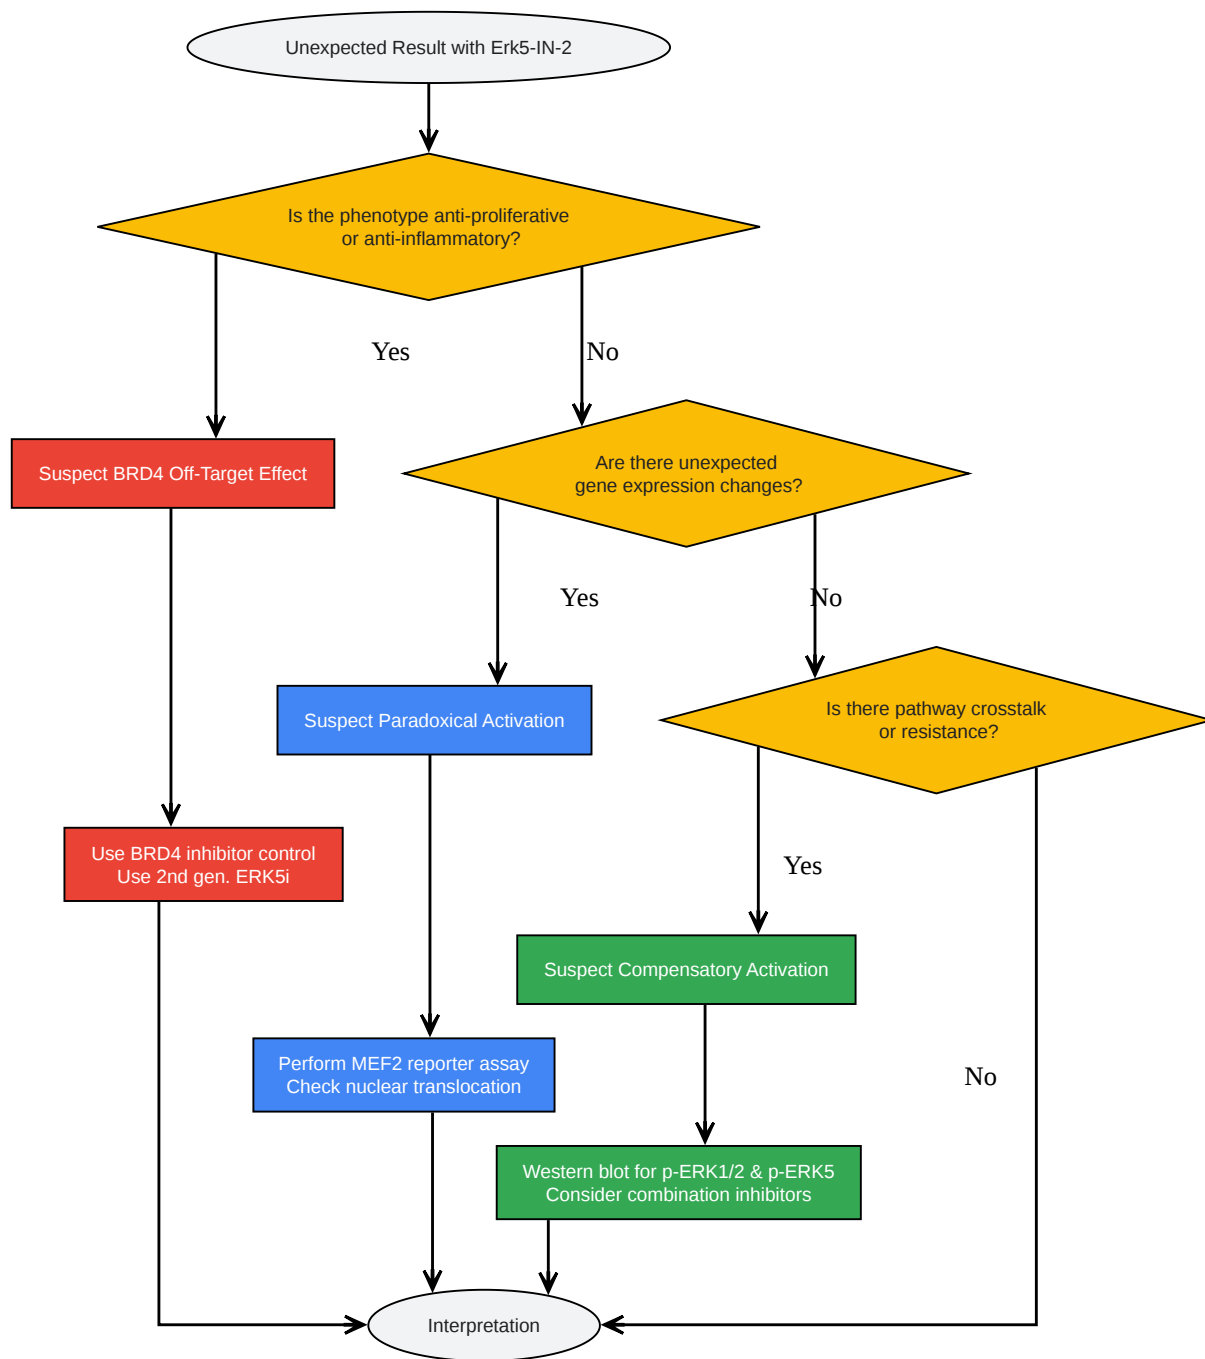 Unexpected Result with Erk5-IN-2
Is the phenotype anti-proliferative
or anti-inflammatory?
Yes
No
Suspect BRD4 Off-Target Effect
Are there unexpected
gene expression changes?
Yes
No
Suspect Paradoxical Activation
Is there pathway crosstalk
or resistance?
Use BRD4 inhibitor control
Use 2nd gen. ERK5i
Yes
Suspect Compensatory Activation
Perform MEF2 reporter assay
Check nuclear translocation
No
Western blot for p-ERK1/2 & p-ERK5
Consider combination inhibitors
Interpretation